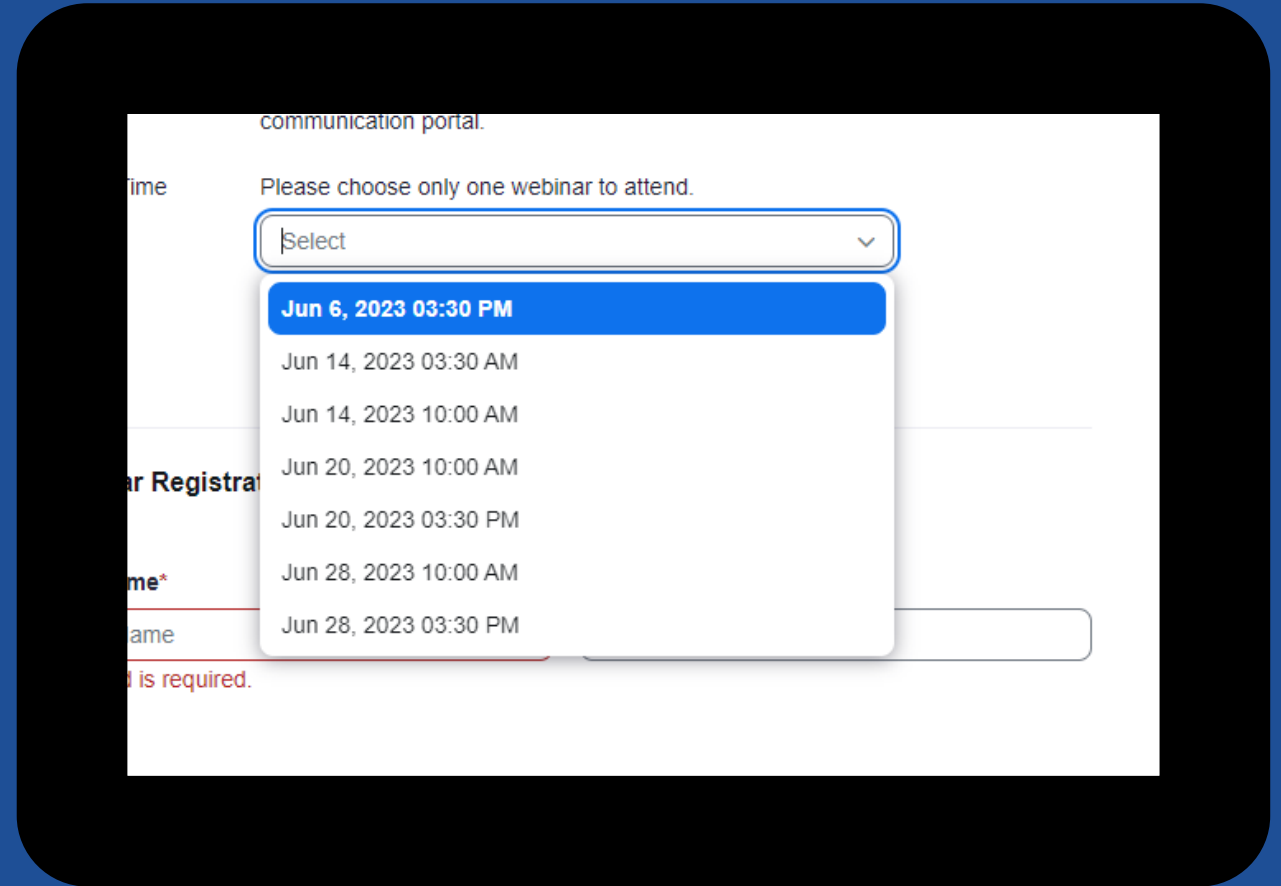 communication portal.
ime Please choose only one webinar to attend.
Select
Jun 6, 2023 03:30 PM
Jun 14, 2023 03:30 AM
Jun 14, 2023 10:00 AM
Jun 20, 2023 10:00 AM
ar Registrat
Jun 20, 2023 03:30 PM
Jun 28, 2023 10:00 AM
me*
Jun 28, 2023 03:30 PM
ame
d is required.